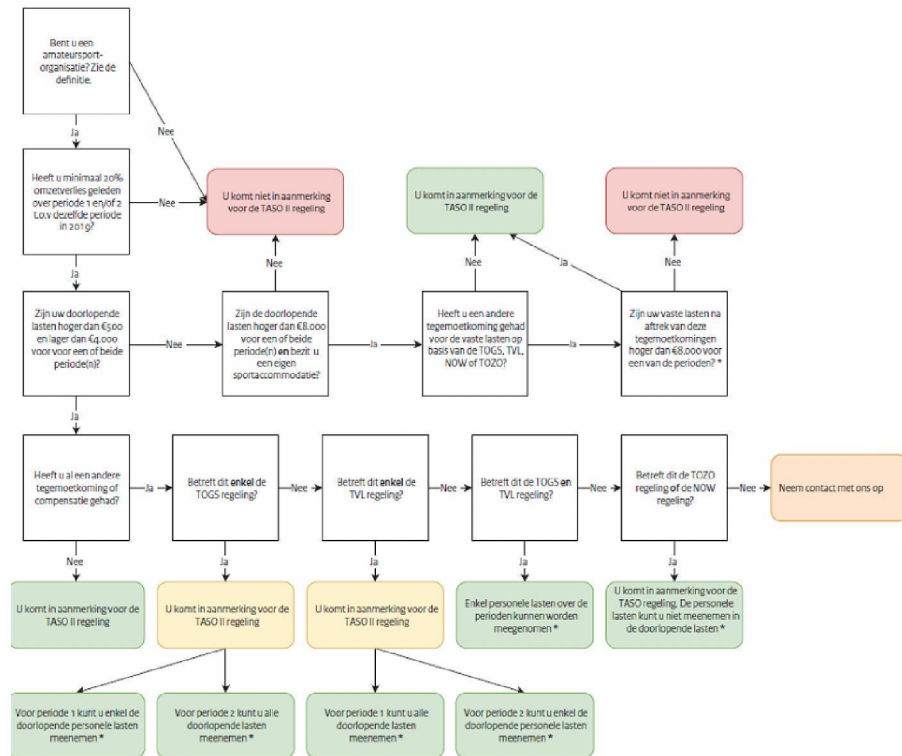 Bent u een
amateursport-
organisatie? Zie de
definitie.
Ja
Nee
Heeft u minimaal 20%
omzetverlies geleden
over periode 1 en/of 2
t.o.v dezelfde periode
in 2019?
Nee
U komt niet in aanmerking
voor de TASO II regeling
U komt in aanmerking voor de
TASO II regeling
U komt niet in aanmerking
voor de TASO II regeling
Ja
Nee
Nee
Ja
Nee
Zijn uw doorlopende
lasten hoger dan €500
en lager dan €4.000
voor voor een of beide
periode(n)?
Nee
Zijn de doorlopende
lasten hoger dan €8.000
voor een of beide
periode(n) en bezit u
een eigen
sportaccommodatie?
Ja
Heeft u een andere
tegemoetkoming gehad
voor de vaste lasten op
basis van de TOGS, TVL,
NOW of TOZO?
Ja
Zijn uw vaste lasten na
aftrek van deze
tegemoetkomingen
hoger dan €8.000 voor
een van de perioden? *
Ja
Heeft u al een andere
tegemoetkoming of
compensatie gehad?
Ja
Betreft dit enkel de
TOGS regeling?
Nee
Betreft dit enkel de
TVL regeling?
Nee
Betreft dit de TOGS en
TVL regeling?
Nee
Betreft dit de TOZO
regeling of de NOW
regeling?
Nee
Neem contact met ons op
Nee
Ja
Ja
Ja
Ja
U komt in aanmerking voor de
TASO II regeling
U komt in aanmerking voor de
TASO II regeling
U komt in aanmerking voor de
TASO II regeling
Enkel personele lasten over de
perioden kunnen worden
meegenomen *
U komt in aanmerking voor de
TASO regeling. De personele
lasten kunt u niet meenemen in
de doorlopende lasten *
Voor periode 1 kunt u enkel de
doorlopende personele lasten
meenemen *
Voor periode 2 kunt u alle
doorlopende lasten
meenemen *
Voor periode 1 kunt u alle
doorlopende lasten
meenemen *
Voor periode 2 kunt u enkel de
doorlopende personele lasten
meenemen *